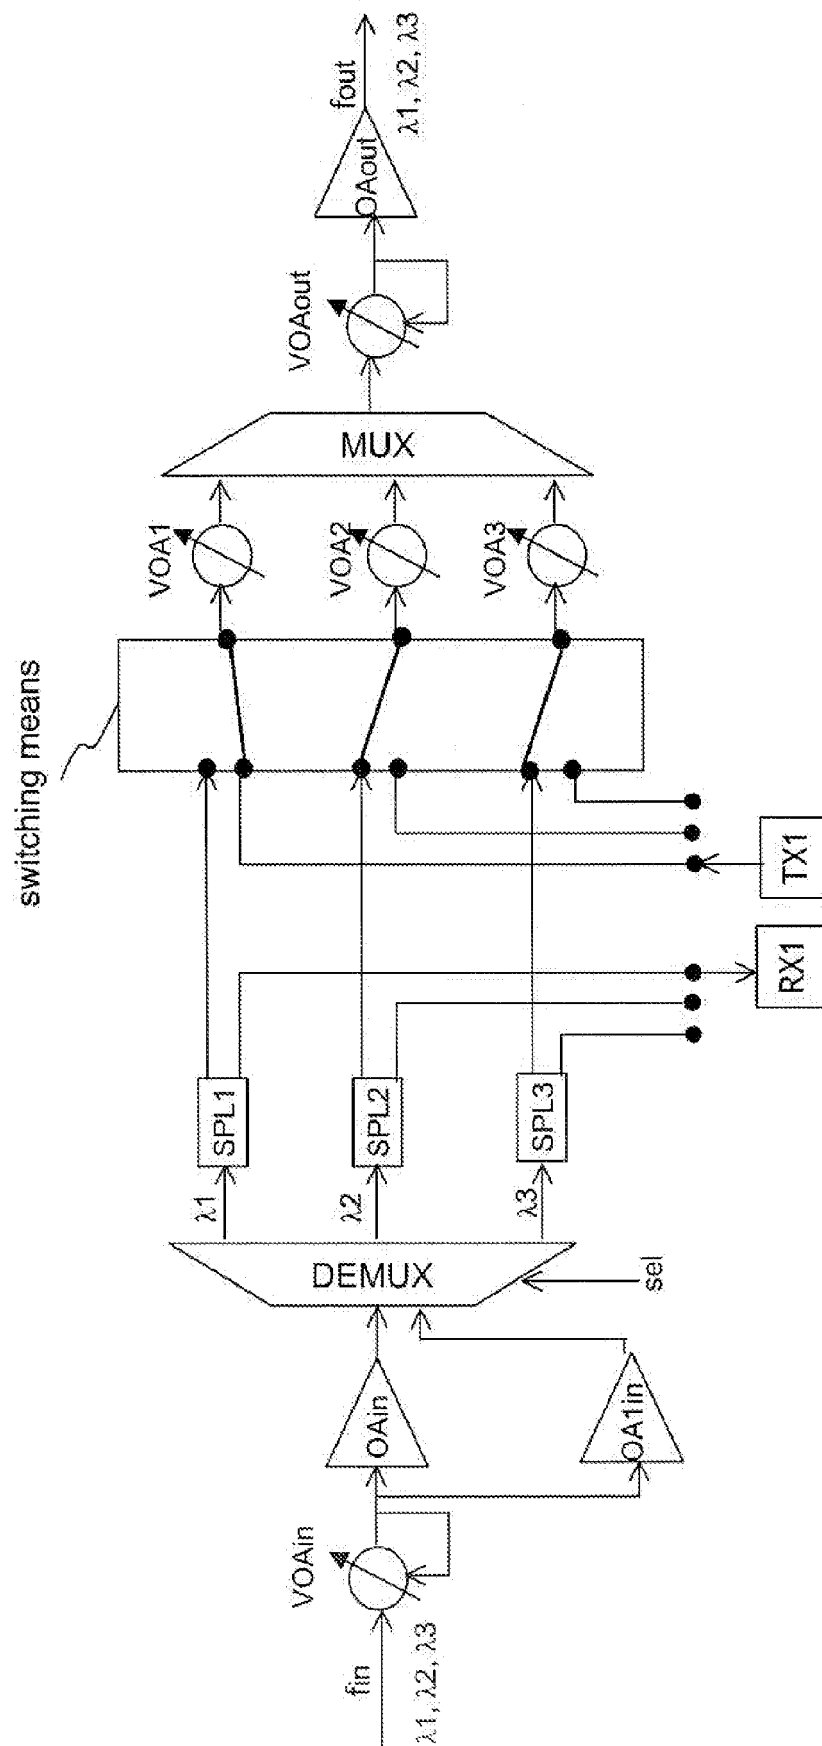 fin
λ1, λ2, λ3
VOAin
OAin
OA1in
DEMUX
sel
λ1
λ2
λ3
SPL1
SPL2
SPL3
RX1
TX1
switching means
VOA1
VOA2
VOA3
MUX
VOAout
OAout
fout
λ1, λ2, λ3